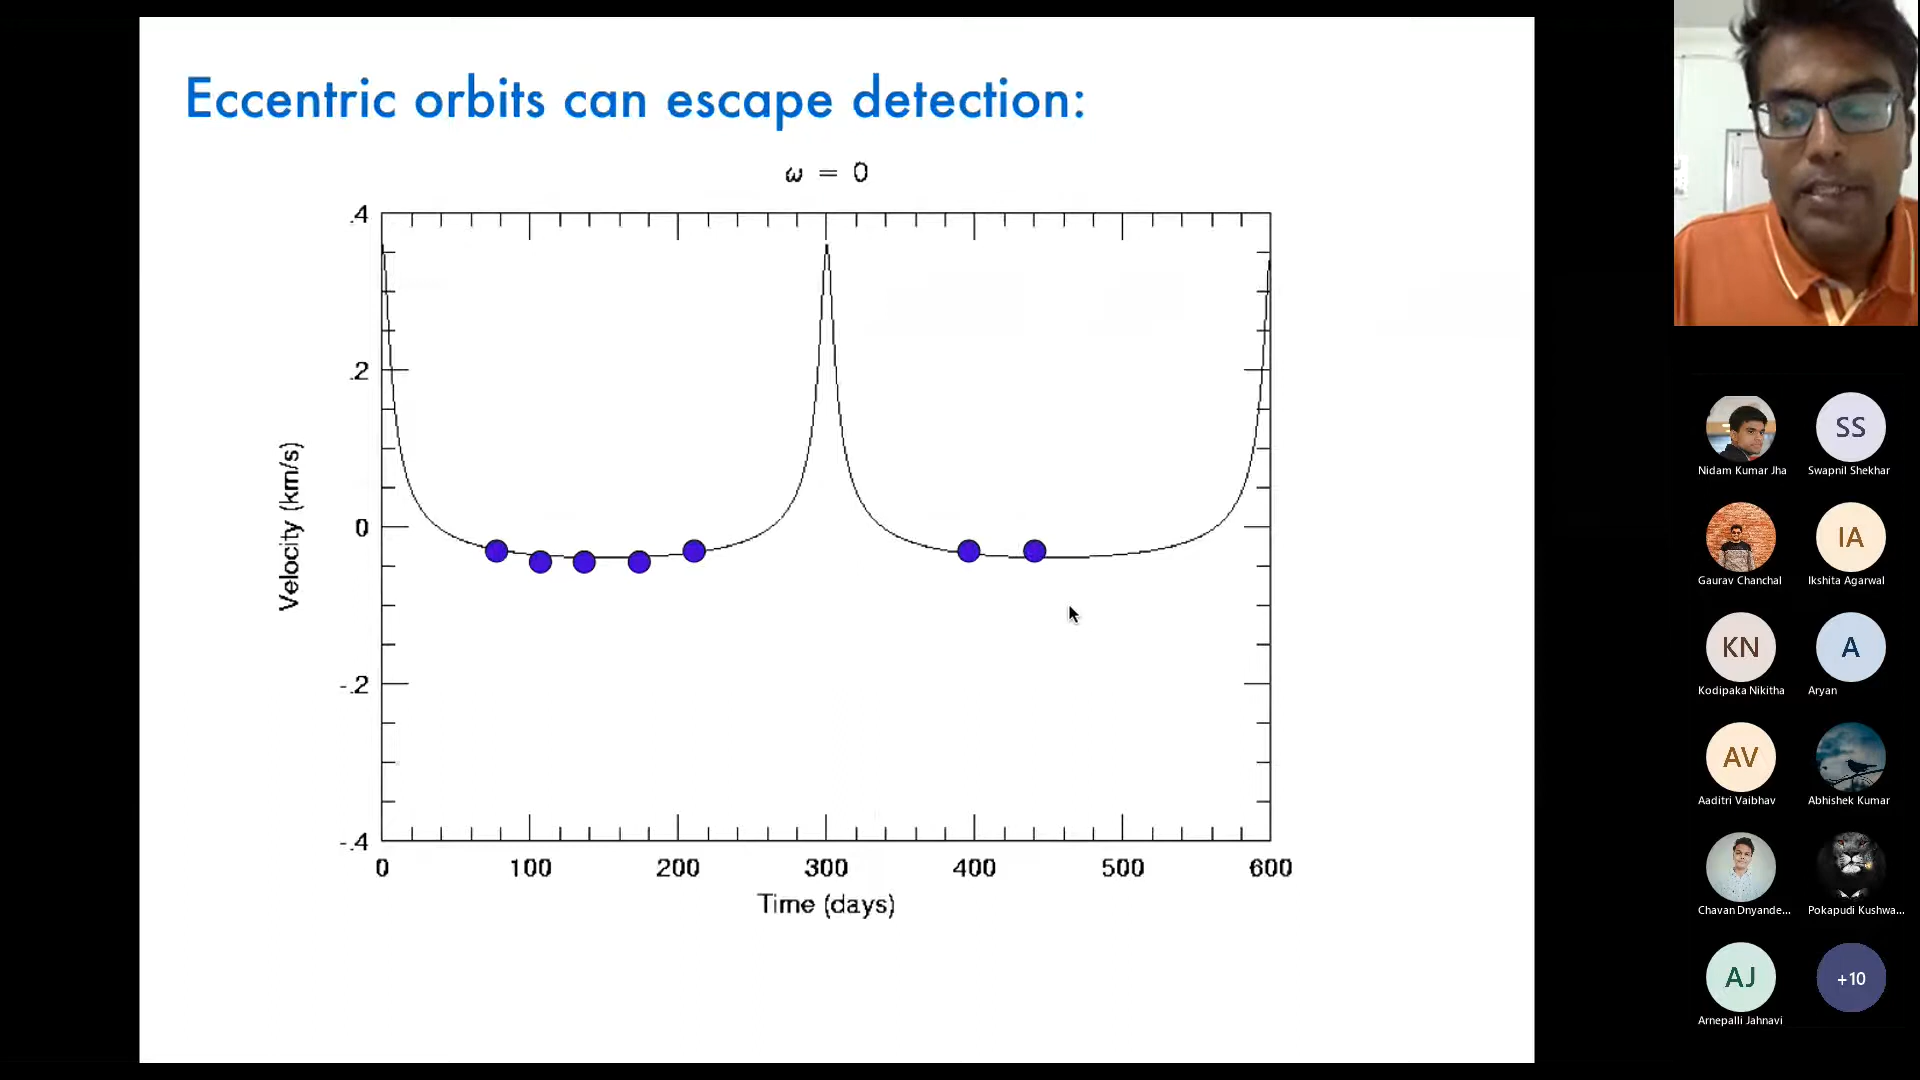 Eccentric orbits can escape detection:
ω = 0
.4
.2
0
-.2
-.4
Velocity (km/s)
0 100 200 300 400 500 600
Time (days)
Nidam Kumar Jha
SS
Swapnil Shekhar
Gaurav Chanchal
IA
Ikshita Agarwal
KN
Kodipaka Nikitha
A
Aryan
AV
Aaditri Vaibhav
Abhishek Kumar
Chavan Dnyande...
Pokapudi Kushwa...
AJ
Arnepalli Jahnavi
+10